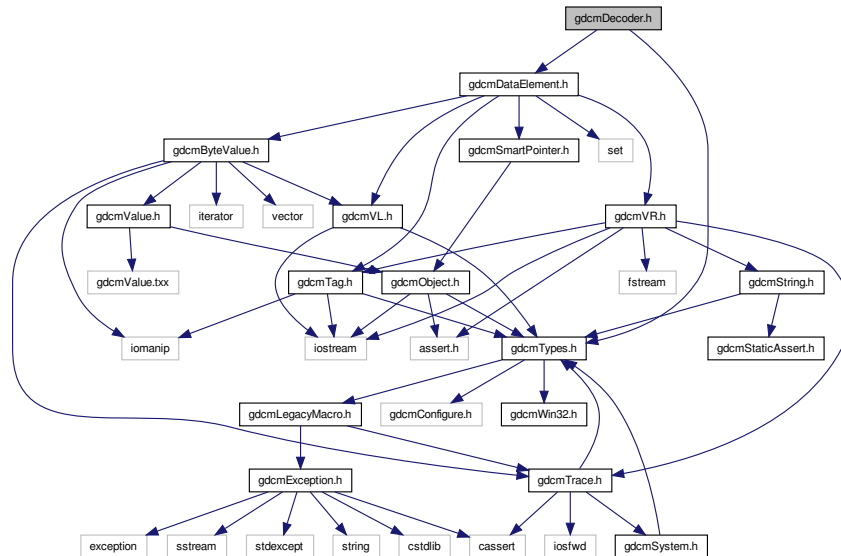 gdcmDecoder.h
gdcmDataElement.h
gdcmByteValue.h
gdcmSmartPointer.h
set
gdcmValue.h
iterator
vector
gdcmVL.h
gdcmVR.h
gdcmValue.txx
gdcmTag.h
gdcmObject.h
fstream
gdcmString.h
iomanip
iostream
assert.h
gdcmTypes.h
gdcmStaticAssert.h
gdcmLegacyMacro.h
gdcmConfigure.h
gdcmWin32.h
gdcmException.h
gdcmTrace.h
exception
sstream
stdexcept
string
cstdlib
cassert
iosfwd
gdcmSystem.h